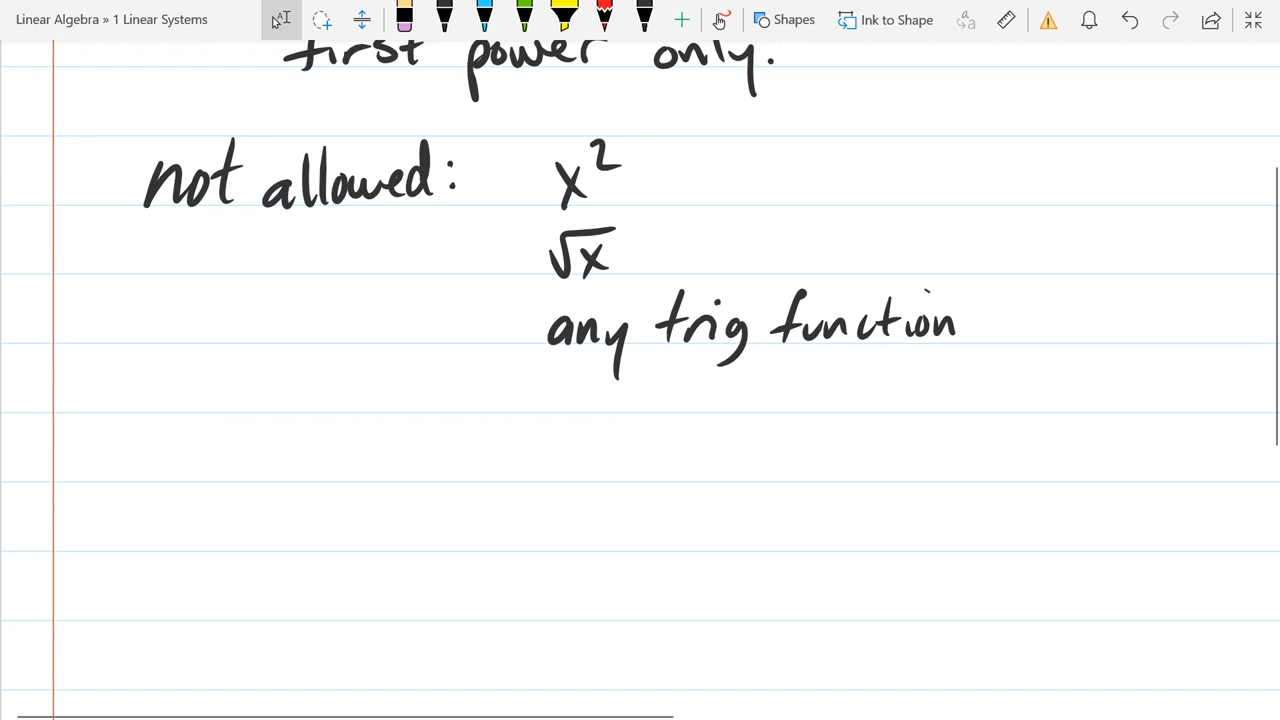 Linear Algebra » 1 Linear Systems
Shapes
Ink to Shape
first power only.
not allowed: x²
√x
any trig function